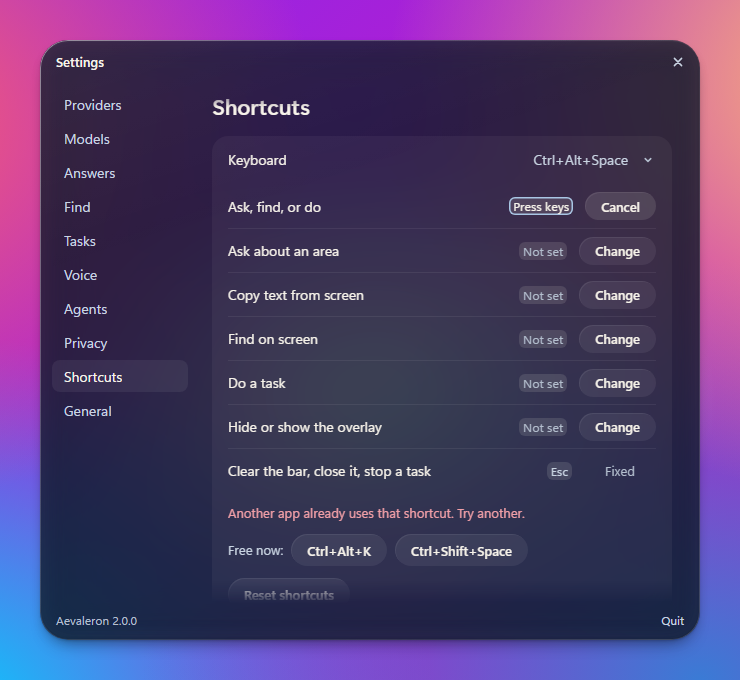 Settings
Providers
Models
Answers
Find
Tasks
Voice
Agents
Privacy
Shortcuts
General
Shortcuts
Keyboard Ctrl+Alt+Space
Ask, find, or do Press keys Cancel
Ask about an area Not set Change
Copy text from screen Not set Change
Find on screen Not set Change
Do a task Not set Change
Hide or show the overlay Not set Change
Clear the bar, close it, stop a task Esc Fixed
Another app already uses that shortcut. Try another.
Free now: Ctrl+Alt+K Ctrl+Shift+Space
Reset shortcuts
Aevaleron 2.0.0 Quit